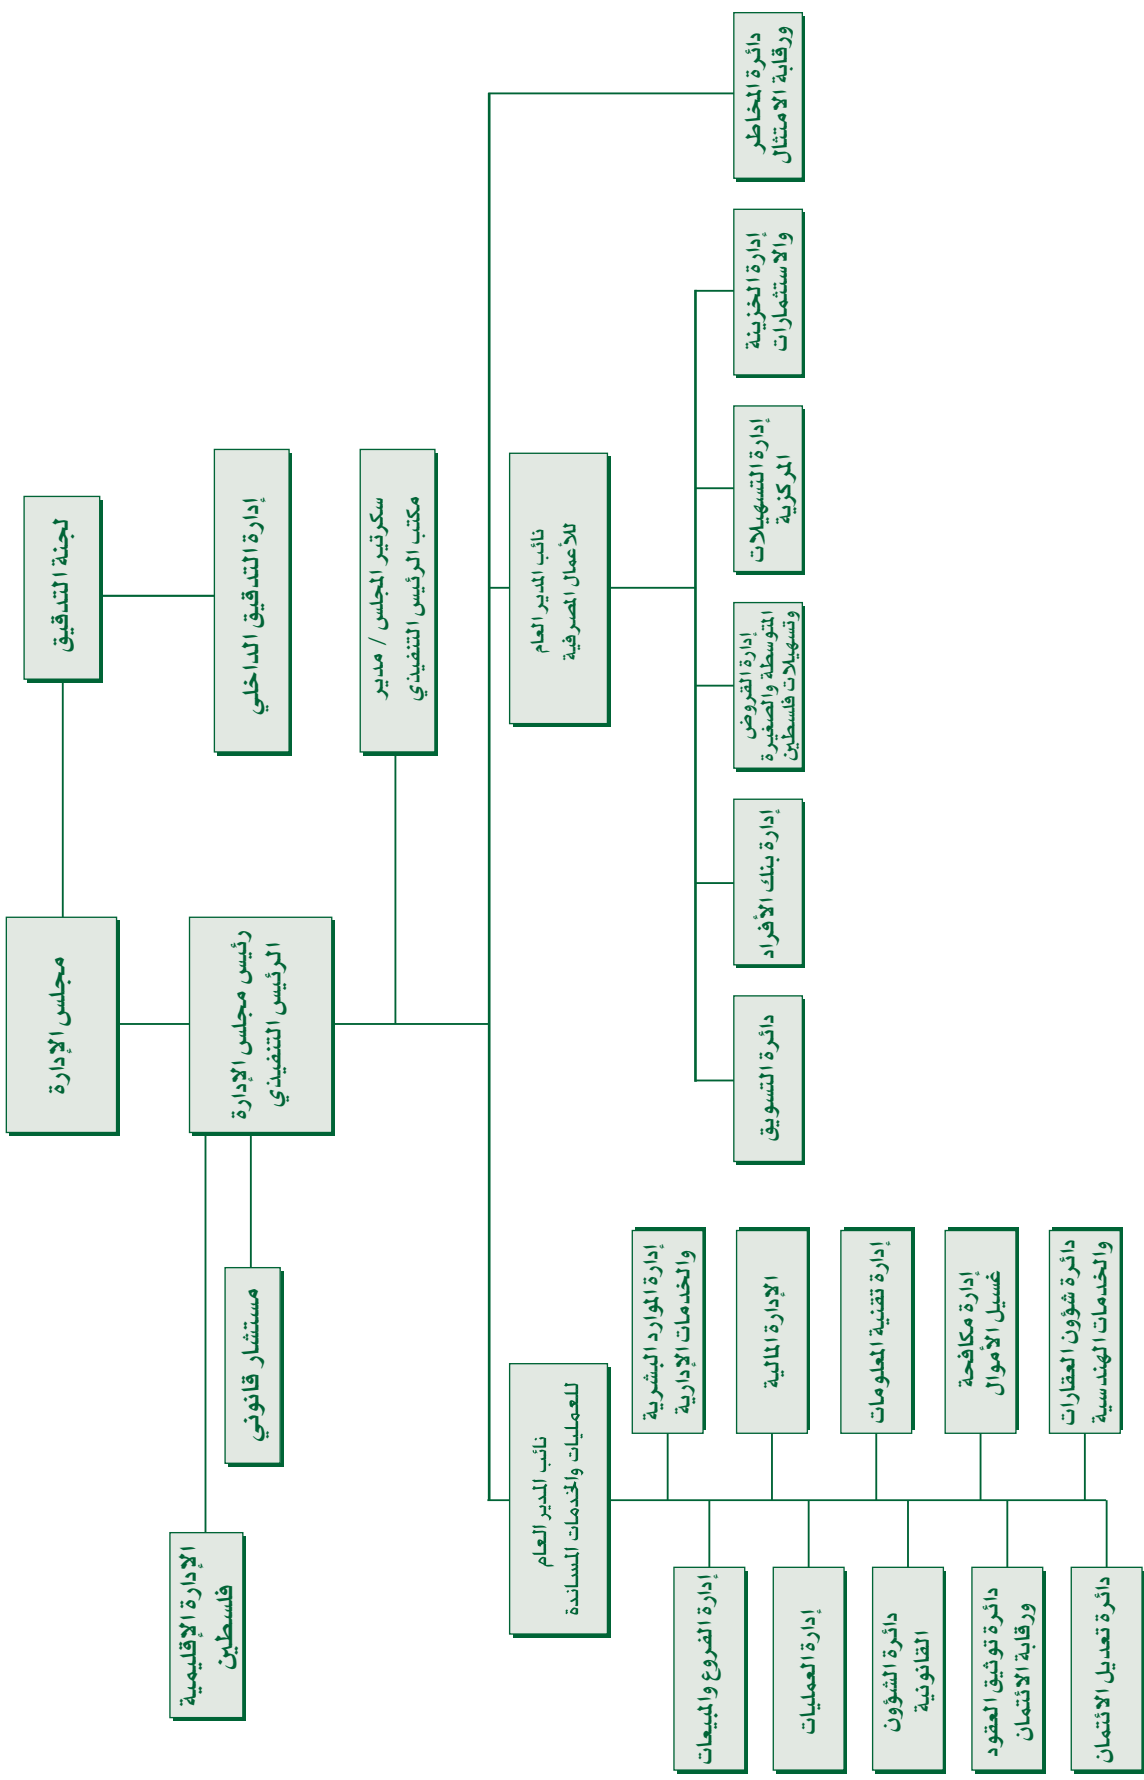 مجلس الإدارة
لجنة التدقيق
إدارة التدقيق الداخلي
رئيس مجلس الإدارة
الرئيس التنفيذي
سكرتير المجلس / مدير
مكتب الرئيس التنفيذي
مستشار قانوني
الإدارة الإقليمية
فلسطين
نائب المدير العام
للأعمال المصرفية
نائب المدير العام
للعمليات والخدمات المساندة
دائرة المخاطر
ورقابة الامتثال
إدارة الخزينة
والاستثمارات
إدارة التسهيلات
المركزية
إدارة القروض
المتوسطة والصغيرة
وتسهيلات فلسطين
إدارة بنك الأفراد
دائرة التسويق
إدارة الموارد البشرية
والخدمات الإدارية
الإدارة المالية
إدارة تقنية المعلومات
إدارة مكافحة
غسيل الأموال
دائرة شؤون العقارات
والخدمات الهندسية
إدارة الفروع والمبيعات
إدارة العمليات
دائرة الشؤون
القانونية
دائرة توثيق العقود
ورقابة الائتمان
دائرة تعديل الائتمان